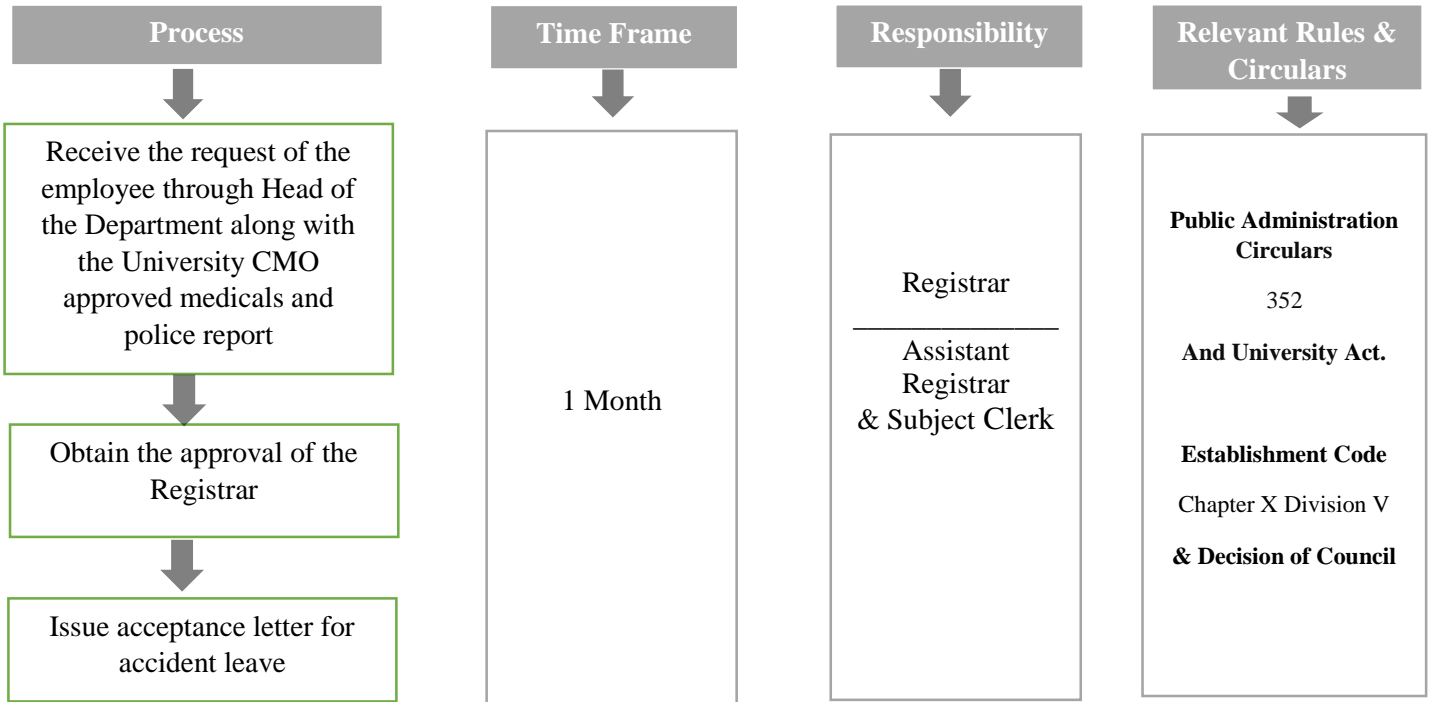 Process
Receive the request of the
employee through Head of
the Department along with
the University CMO
approved medicals and
police report
Obtain the approval of the
Registrar
Issue acceptance letter for
accident leave
Time Frame
1 Month
Responsibility
Registrar
______________
Assistant
Registrar
& Subject Clerk
Relevant Rules &
Circulars
Public Administration
Circulars
352
And University Act.
Establishment Code
Chapter X Division V
& Decision of Council